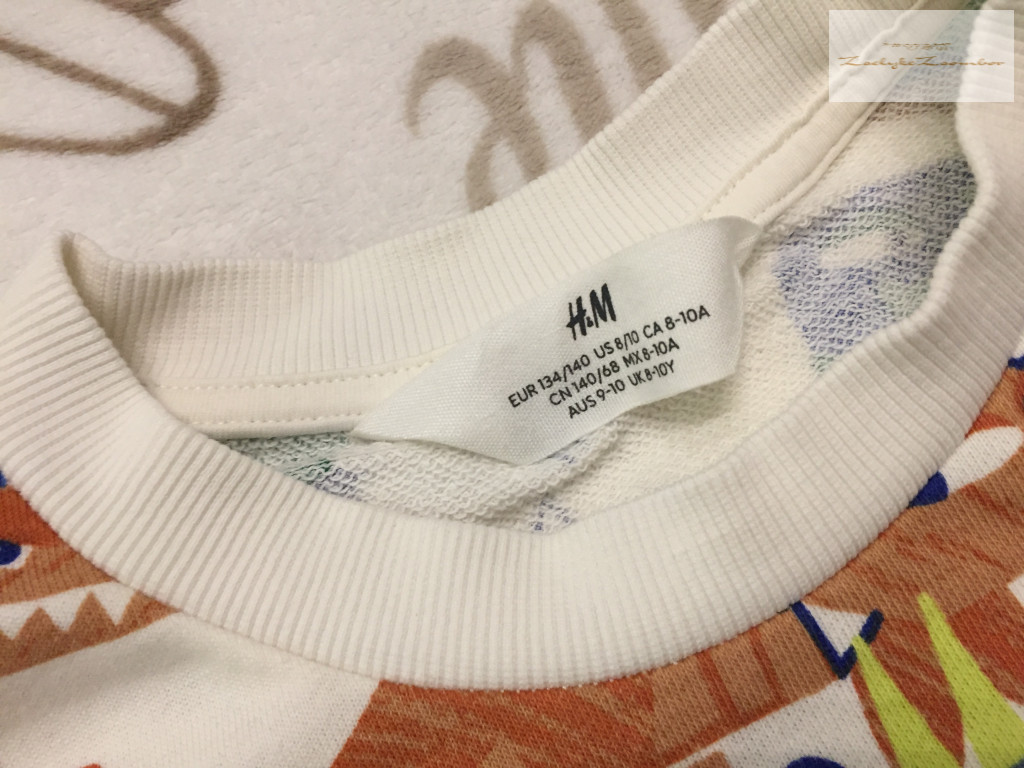 H&M
EUR 134/140 US 8/10 CA 8-10A
CN 140/68 MX 8-10A
AUS 9-10 UK 8-10Y